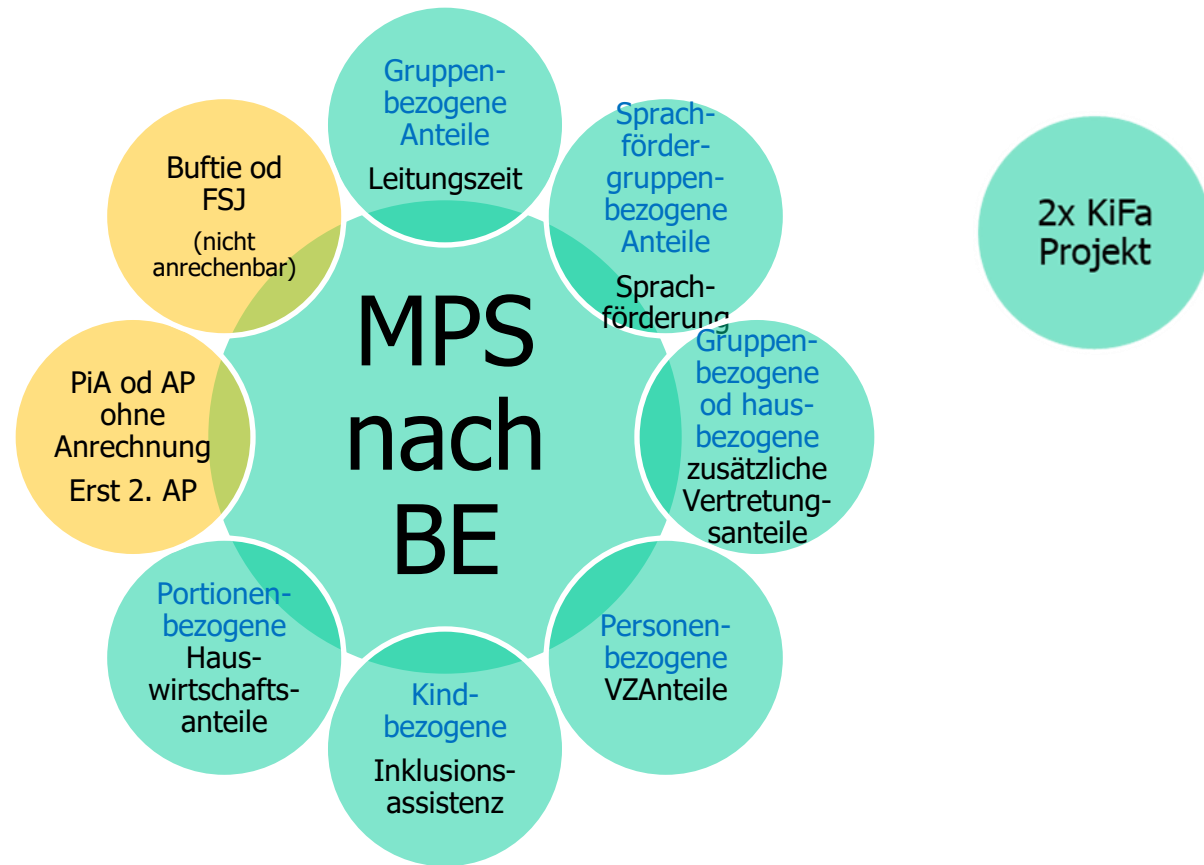 Gruppen-
bezogene
Anteile
Leitungszeit
Sprach-
förder-
gruppen-
bezogene
Anteile
Sprach-
förderung
Gruppen-
bezogene
od haus-
bezogene
zusätzliche
Vertretung-
santeile
Personen-
bezogene
VZAnteile
Kind-
bezogene
Inklusions-
assistenz
Portionen-
bezogene
Haus-
wirtschafts-
anteile
PiA od AP
ohne
Anrechnung
Erst 2. AP
Buftie od
FSJ
(nicht
anrechenbar)
MPS
nach
BE
2x KiFa
Projekt